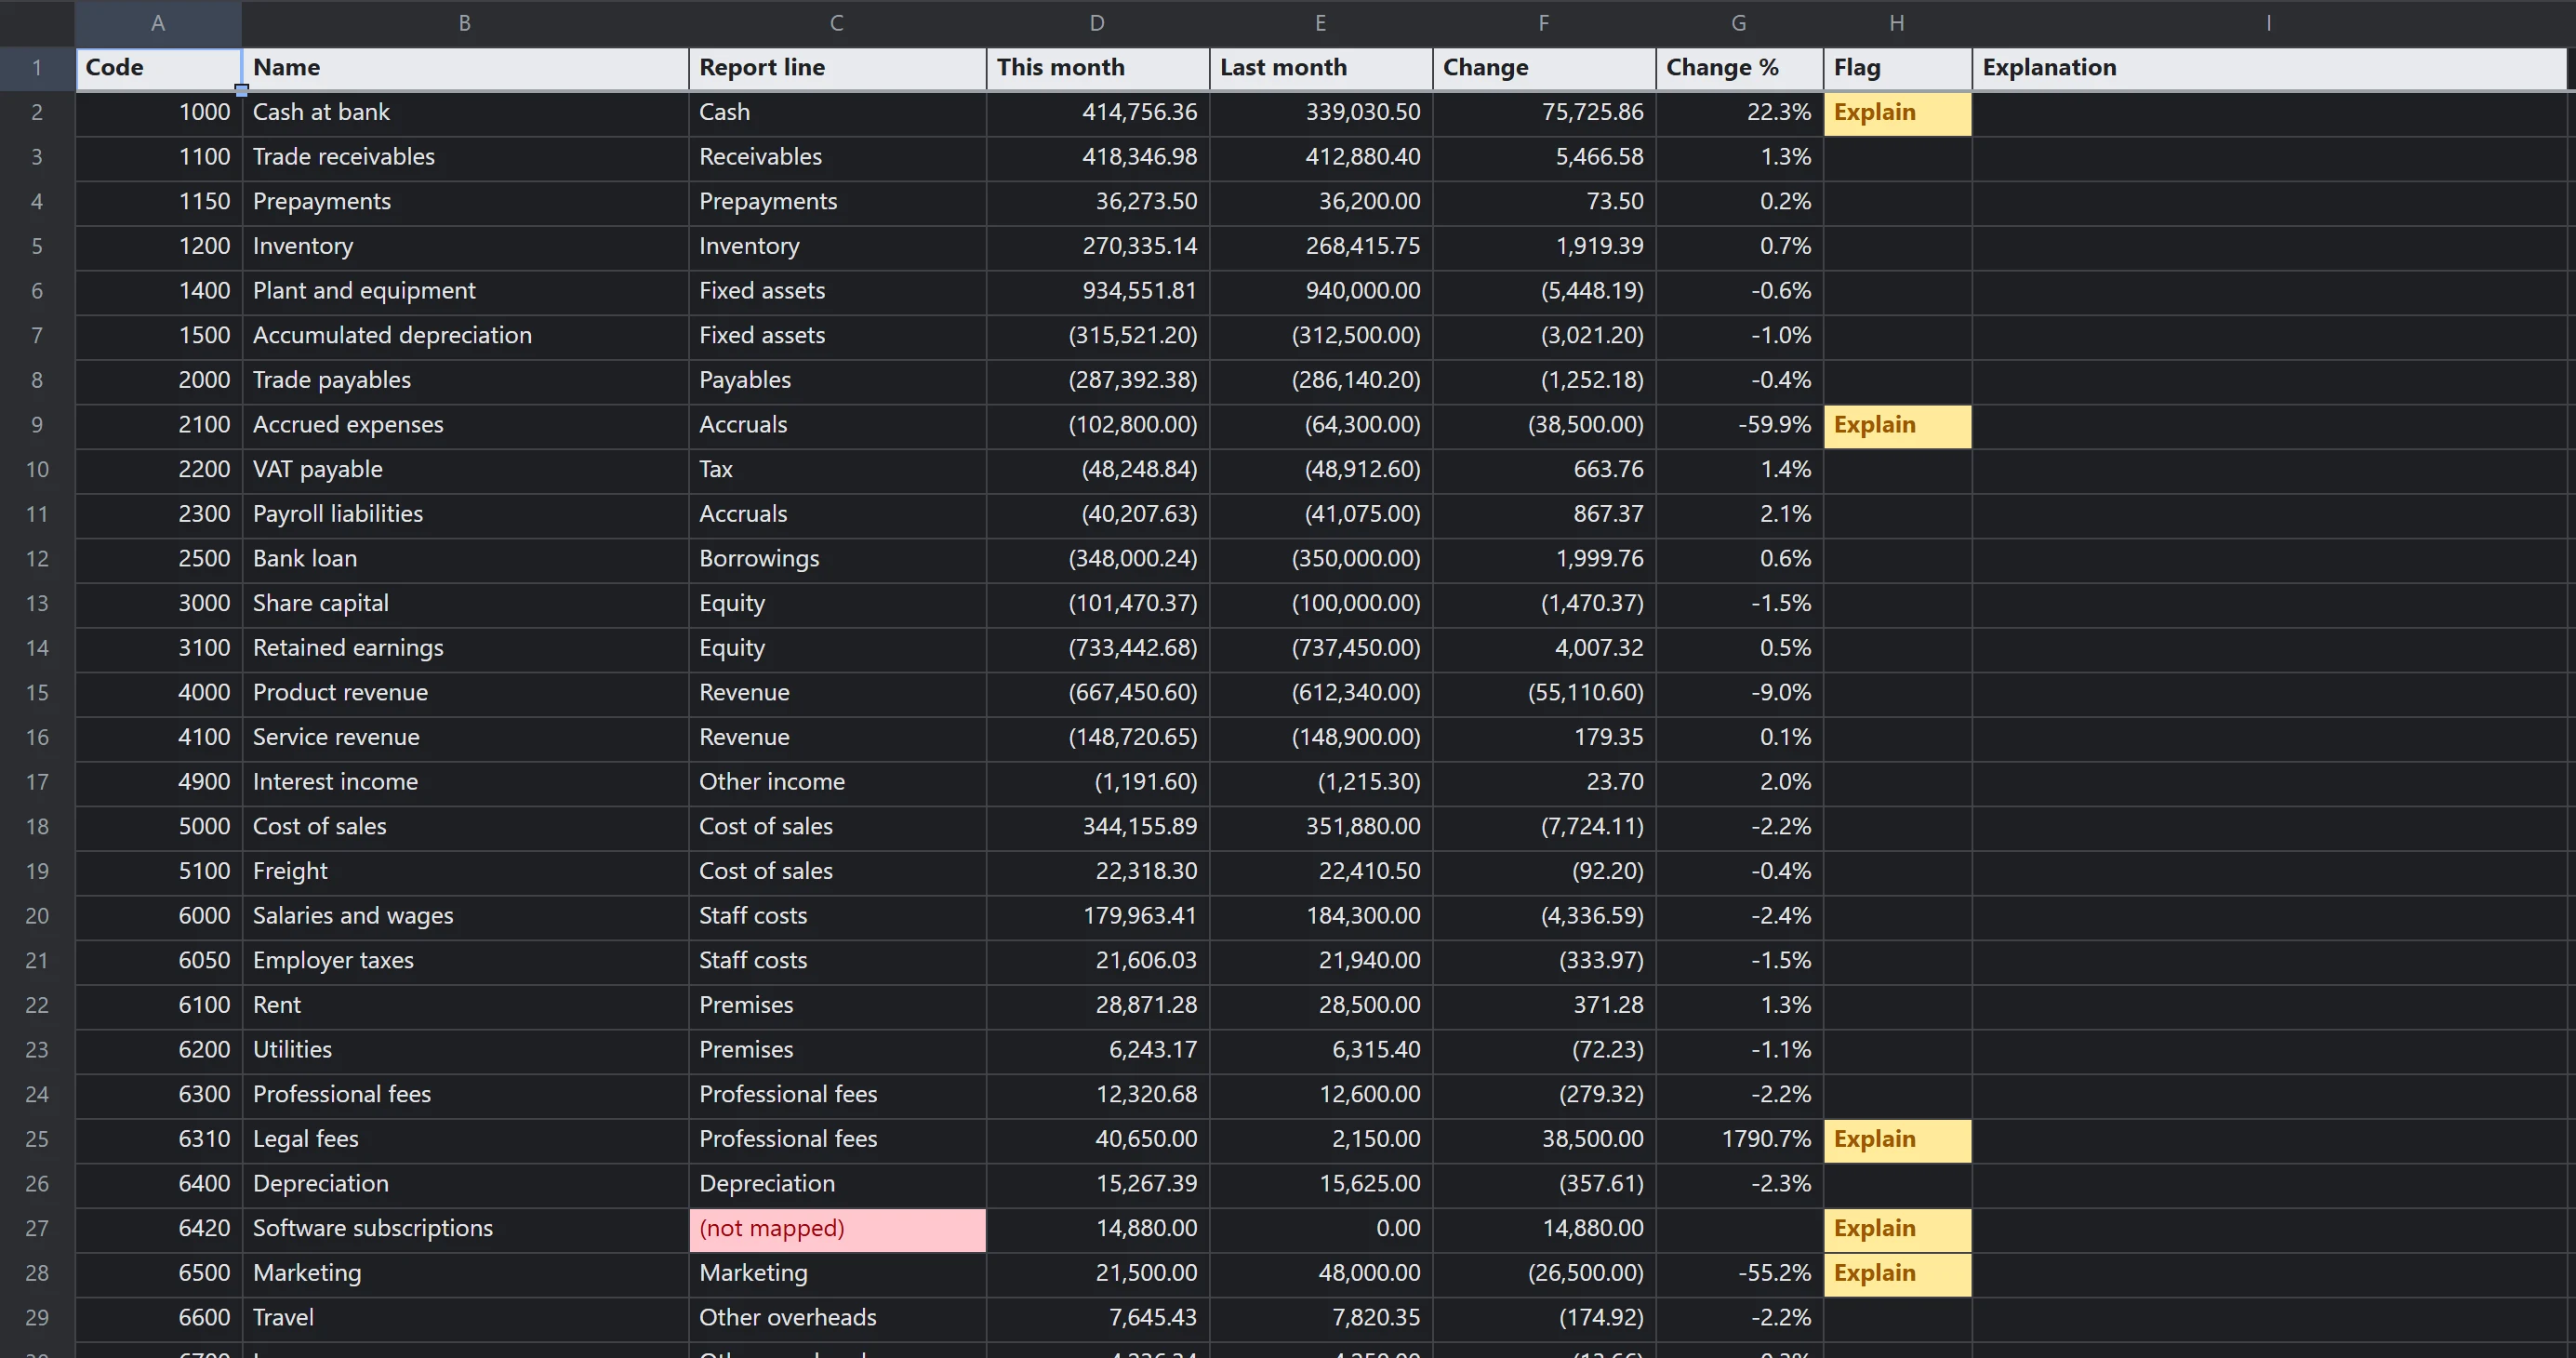 A B C D E F G H I
1 Code Name Report line This month Last month Change Change % Flag Explanation
2 1000 Cash at bank Cash 414,756.36 339,030.50 75,725.86 22.3% Explain
3 1100 Trade receivables Receivables 418,346.98 412,880.40 5,466.58 1.3%
4 1150 Prepayments Prepayments 36,273.50 36,200.00 73.50 0.2%
5 1200 Inventory Inventory 270,335.14 268,415.75 1,919.39 0.7%
6 1400 Plant and equipment Fixed assets 934,551.81 940,000.00 (5,448.19) -0.6%
7 1500 Accumulated depreciation Fixed assets (315,521.20) (312,500.00) (3,021.20) -1.0%
8 2000 Trade payables Payables (287,392.38) (286,140.20) (1,252.18) -0.4%
9 2100 Accrued expenses Accruals (102,800.00) (64,300.00) (38,500.00) -59.9% Explain
10 2200 VAT payable Tax (48,248.84) (48,912.60) 663.76 1.4%
11 2300 Payroll liabilities Accruals (40,207.63) (41,075.00) 867.37 2.1%
12 2500 Bank loan Borrowings (348,000.24) (350,000.00) 1,999.76 0.6%
13 3000 Share capital Equity (101,470.37) (100,000.00) (1,470.37) -1.5%
14 3100 Retained earnings Equity (733,442.68) (737,450.00) 4,007.32 0.5%
15 4000 Product revenue Revenue (667,450.60) (612,340.00) (55,110.60) -9.0%
16 4100 Service revenue Revenue (148,720.65) (148,900.00) 179.35 0.1%
17 4900 Interest income Other income (1,191.60) (1,215.30) 23.70 2.0%
18 5000 Cost of sales Cost of sales 344,155.89 351,880.00 (7,724.11) -2.2%
19 5100 Freight Cost of sales 22,318.30 22,410.50 (92.20) -0.4%
20 6000 Salaries and wages Staff costs 179,963.41 184,300.00 (4,336.59) -2.4%
21 6050 Employer taxes Staff costs 21,606.03 21,940.00 (333.97) -1.5%
22 6100 Rent Premises 28,871.28 28,500.00 371.28 1.3%
23 6200 Utilities Premises 6,243.17 6,315.40 (72.23) -1.1%
24 6300 Professional fees Professional fees 12,320.68 12,600.00 (279.32) -2.2%
25 6310 Legal fees Professional fees 40,650.00 2,150.00 38,500.00 1790.7% Explain
26 6400 Depreciation Depreciation 15,267.39 15,625.00 (357.61) -2.3%
27 6420 Software subscriptions (not mapped) 14,880.00 0.00 14,880.00 Explain
28 6500 Marketing Marketing 21,500.00 48,000.00 (26,500.00) -55.2% Explain
29 6600 Travel Other overheads 7,645.43 7,820.35 (174.92) -2.2%